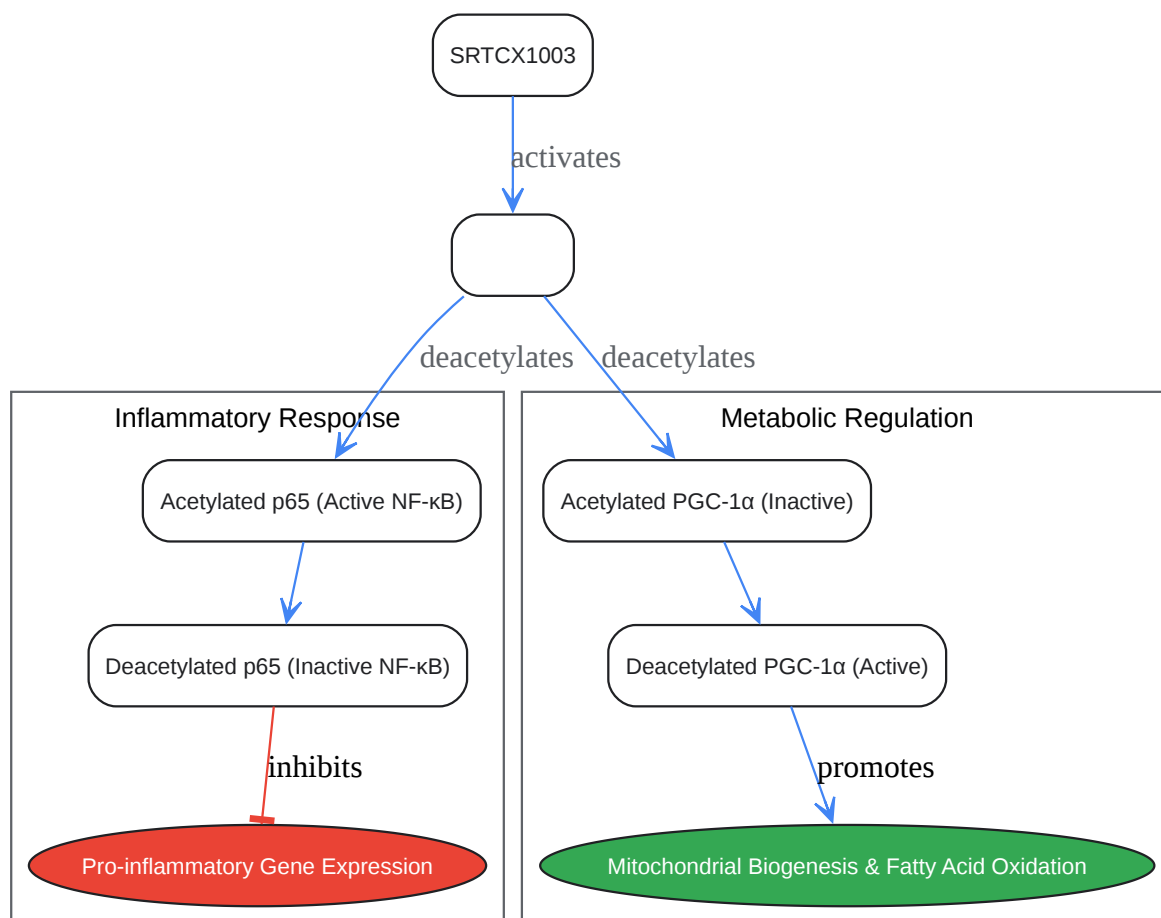 SRTCX1003
activates
deacetylates
deacetylates
Inflammatory Response
Metabolic Regulation
Acetylated p65 (Active NF-κB)
Acetylated PGC-1α (Inactive)
Deacetylated p65 (Inactive NF-κB)
Deacetylated PGC-1α (Active)
inhibits
promotes
Pro-inflammatory Gene Expression
Mitochondrial Biogenesis & Fatty Acid Oxidation